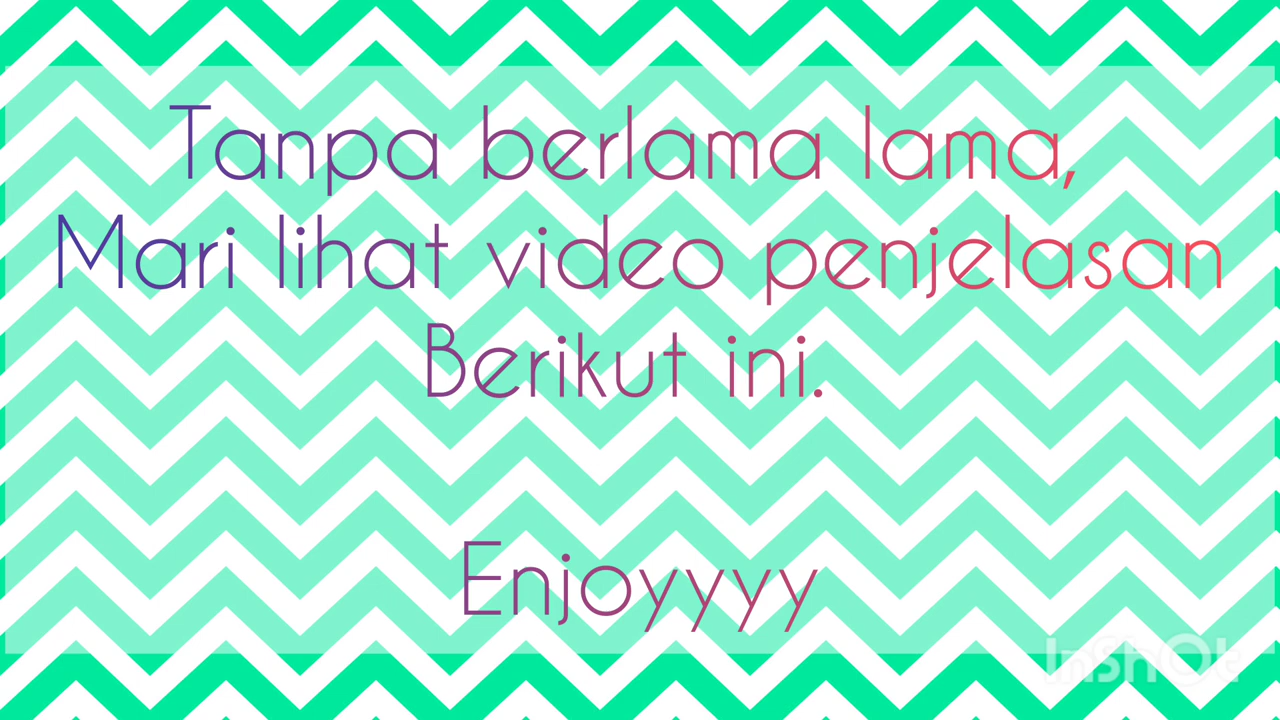 Tanpa berlama lama,
Mari lihat video penjelasan
Berikut ini.
Enjoyyyy
InShOt